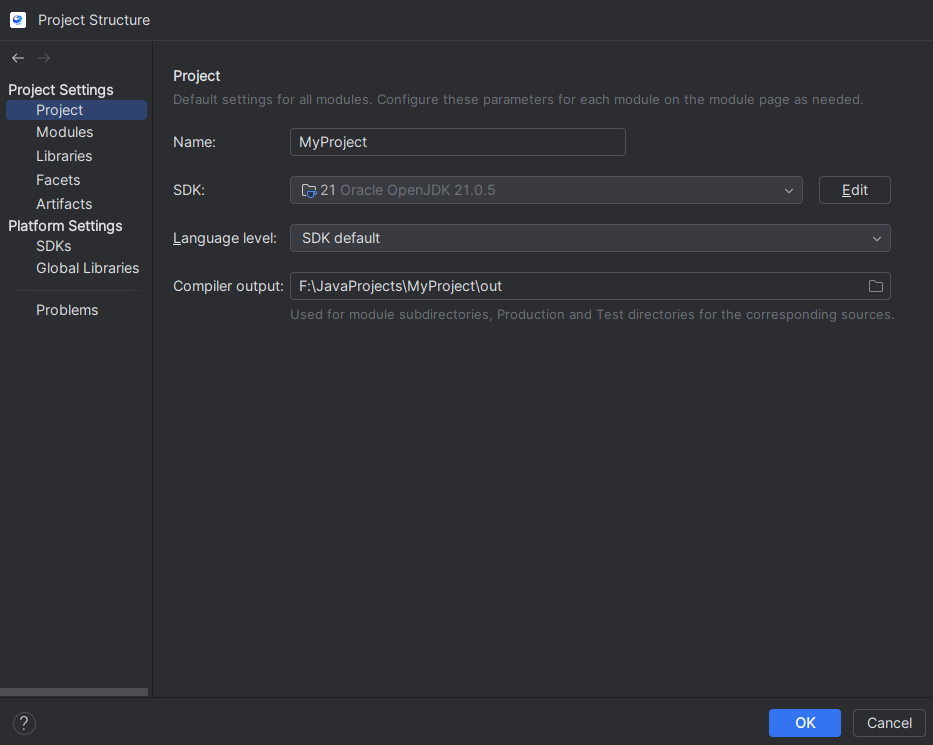 Project Structure
Project Settings
Project
Modules
Libraries
Facets
Artifacts
Platform Settings
SDKs
Global Libraries
Problems
Project
Default settings for all modules. Configure these parameters for each module on the module page as needed.
Name: MyProject
SDK: 21 Oracle OpenJDK 21.0.5 Edit
Language level: SDK default
Compiler output: F:\JavaProjects\MyProject\out
Used for module subdirectories, Production and Test directories for the corresponding sources.
? OK Cancel